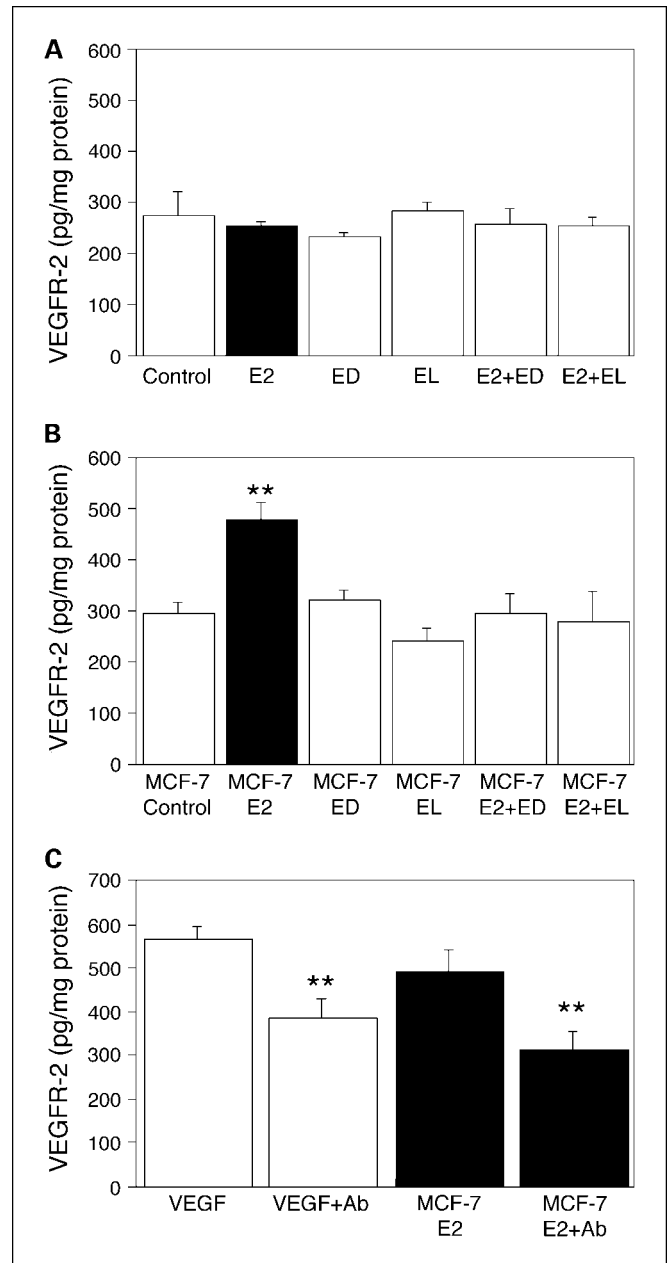 A
VEGFR-2 (pg/mg protein)
600
500
400
300
200
100
0
Control E2 ED EL E2+ED E2+EL
B
VEGFR-2 (pg/mg protein)
600
500
400
300
200
100
0
**
MCF-7 MCF-7 MCF-7 MCF-7 MCF-7 MCF-7
Control E2 ED EL E2+ED E2+EL
C
VEGFR-2 (pg/mg protein)
700
600
500
400
300
200
100
0
** **
VEGF VEGF+Ab MCF-7 MCF-7
E2 E2+Ab